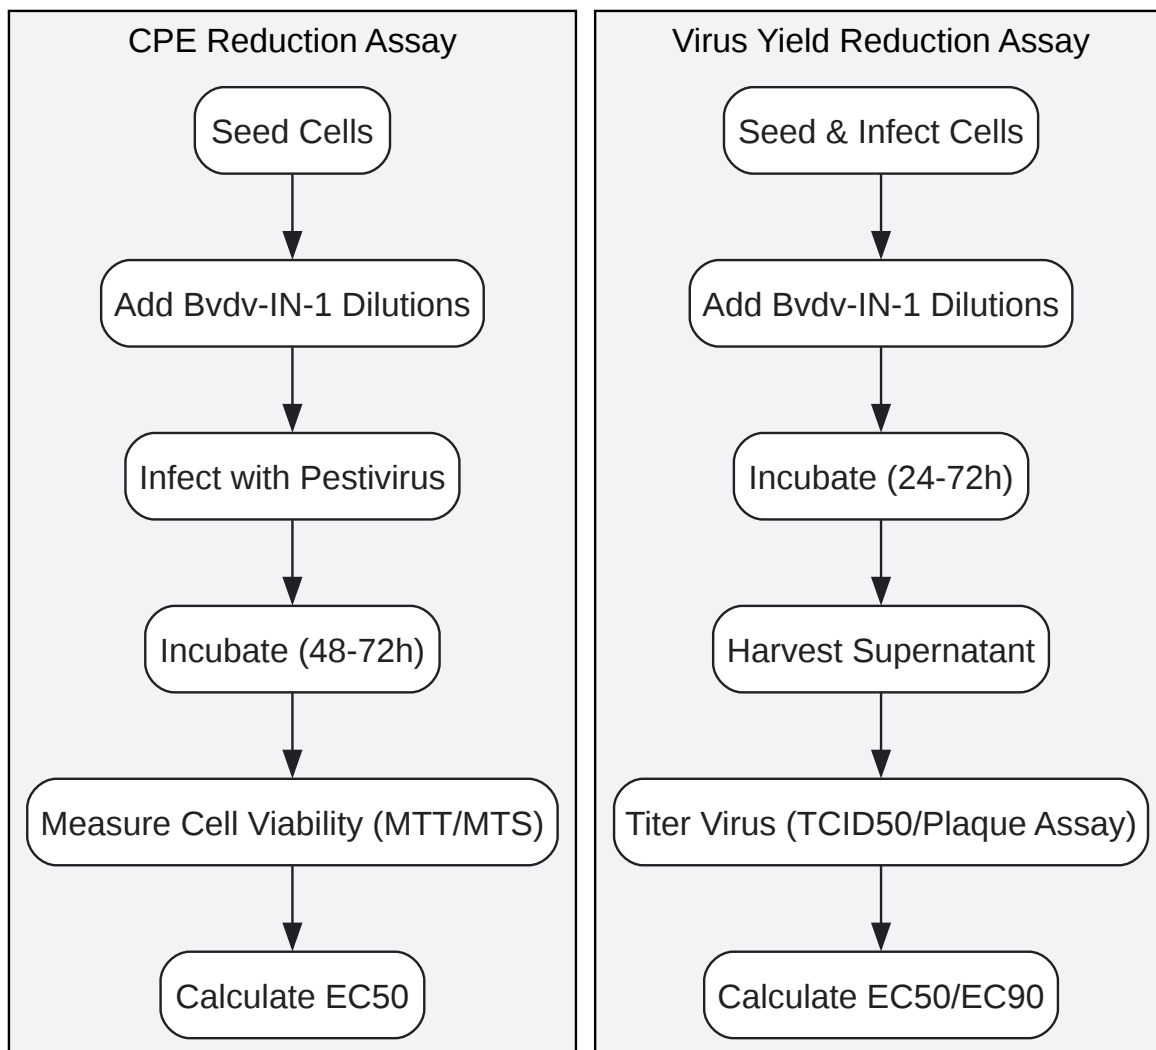 CPE Reduction Assay
Seed Cells
Add Bvdv-IN-1 Dilutions
Infect with Pestivirus
Incubate (48-72h)
Measure Cell Viability (MTT/MTS)
Calculate EC50
Virus Yield Reduction Assay
Seed & Infect Cells
Add Bvdv-IN-1 Dilutions
Incubate (24-72h)
Harvest Supernatant
Titer Virus (TCID50/Plaque Assay)
Calculate EC50/EC90